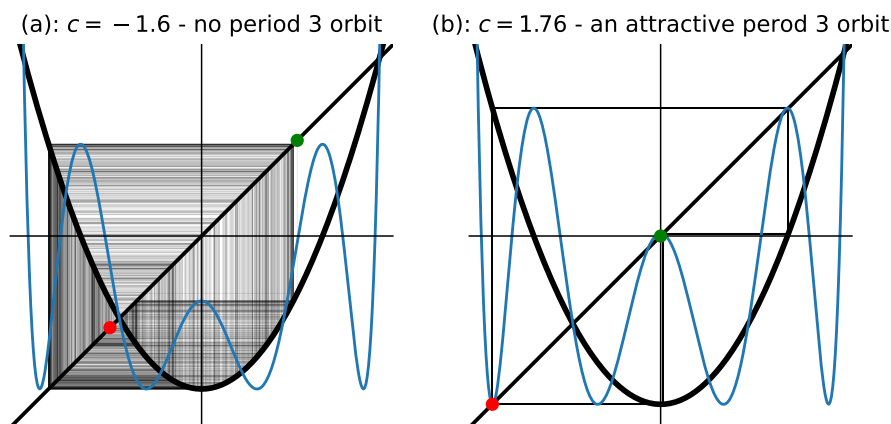 (a): c = −1.6 - no period 3 orbit
(b): c = 1.76 - an attractive perod 3 orbit